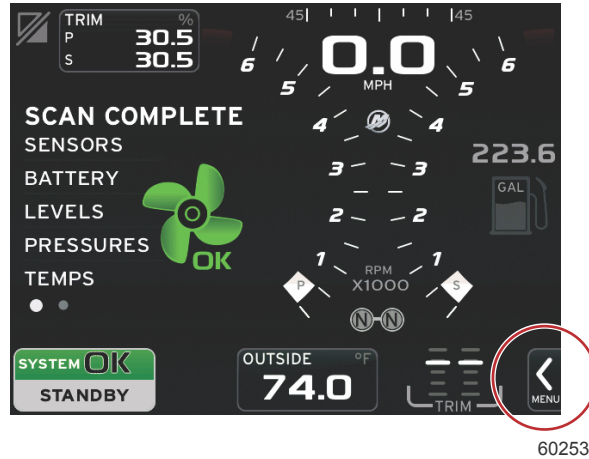 TRIM %
P 30.5
S 30.5
45 45
0.0
MPH
6 6
5 5
4 4
3 3
2 2
1 1
RPM
X1000
P S
N N
SCAN COMPLETE
SENSORS
BATTERY
LEVELS
PRESSURES
TEMPS
OK
223.6
GAL
SYSTEM OK
STANDBY
OUTSIDE °F
74.0
TRIM
MENU
60253